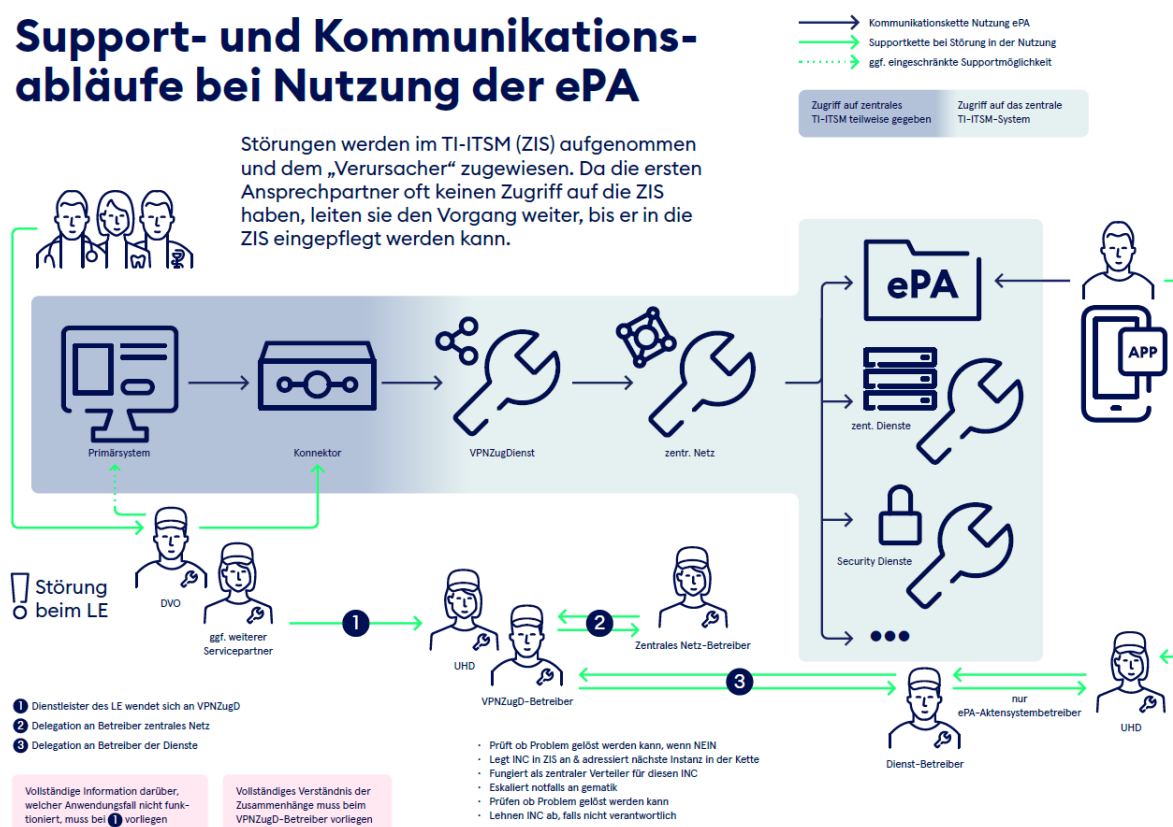 Support- und Kommunikations-
abläufe bei Nutzung der ePA
Kommunikationskette Nutzung ePA
Supportkette bei Störung in der Nutzung
ggf. eingeschränkte Supportmöglichkeit
Zugriff auf zentrales
TI-ITSM teilweise gegeben
Zugriff auf das zentrale
TI-ITSM-System
Störungen werden im TI-ITSM (ZIS) aufgenommen
und dem „Verursacher“ zugewiesen. Da die ersten
Ansprechpartner oft keinen Zugriff auf die ZIS
haben, leiten sie den Vorgang weiter, bis er in die
ZIS eingepflegt werden kann.
ePA
APP
Primärsystem
Konnektor
VPNZugDienst
zentr. Netz
zent. Dienste
Security Dienste
Störung
beim LE
DVO
ggf. weiterer
Servicepartner
1
UHD
VPNZugD-Betreiber
2
Zentrales Netz-Betreiber
3
Dienst-Betreiber
nur
ePA-Aktensystembetreiber
UHD
1 Dienstleister des LE wendet sich an VPNZugD
2 Delegation an Betreiber zentrales Netz
3 Delegation an Betreiber der Dienste
· Prüft ob Problem gelöst werden kann, wenn NEIN
· Legt INC in ZIS an & adressiert nächste Instanz in der Kette
· Fungiert als zentraler Verteiler für diesen INC
· Eskaliert notfalls an gematik
· Prüfen ob Problem gelöst werden kann
· Lehnen INC ab, falls nicht verantwortlich
Vollständige Information darüber,
welcher Anwendungsfall nicht funk-
tioniert, muss bei 1 vorliegen
Vollständiges Verständnis der
Zusammenhänge muss beim
VPNZugD-Betreiber vorliegen